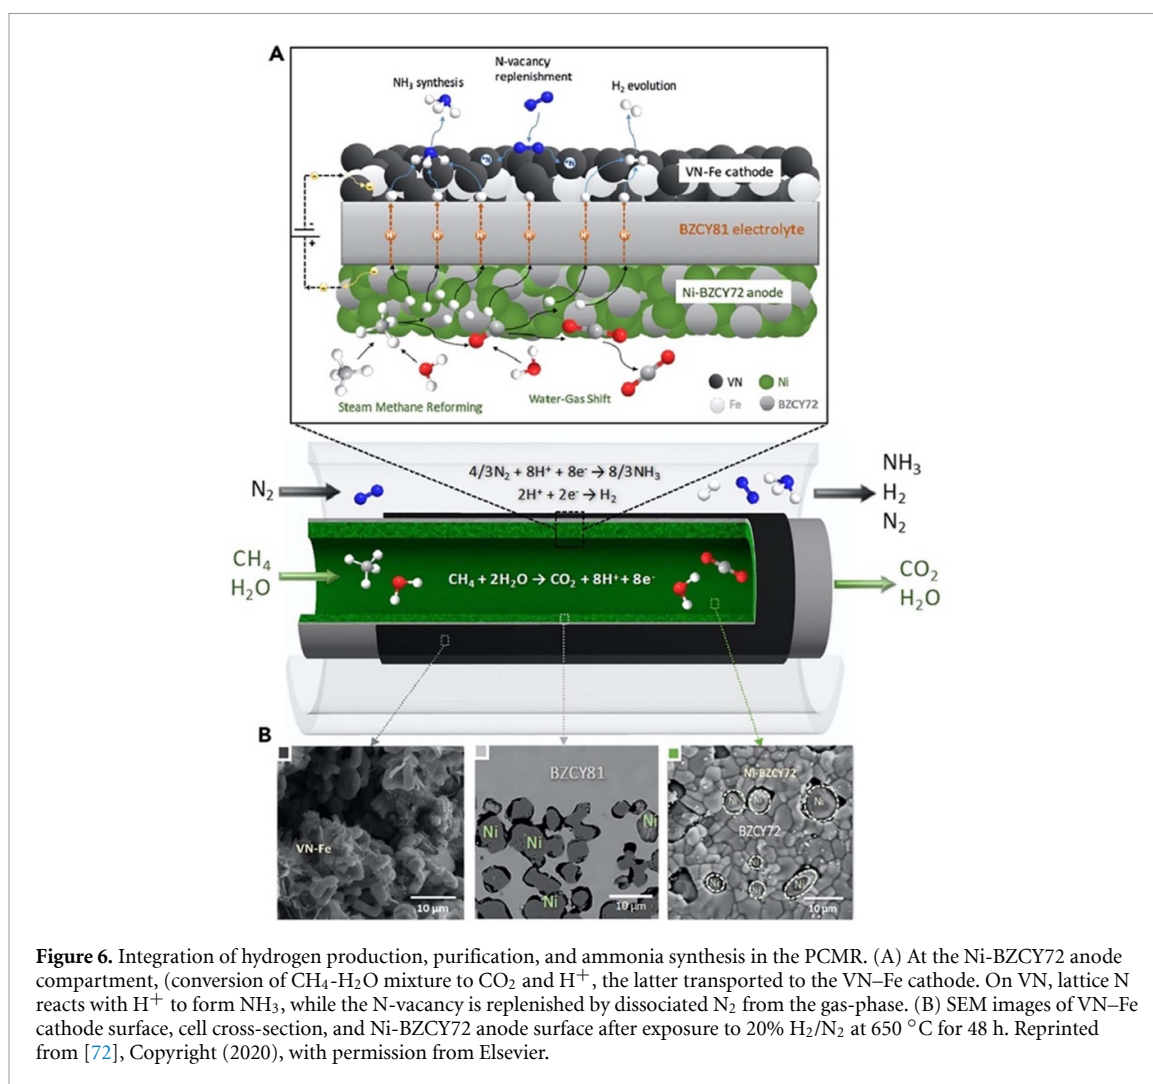 A
N-vacancy
replenishment
NH₃ synthesis
H₂ evolution
*N
*N
VN-Fe cathode
-
+
BZCY81 electrolyte
H⁺ H⁺ H⁺ H⁺ H⁺ H⁺
Ni-BZCY72 anode
Steam Methane Reforming
Water-Gas Shift
VN
Ni
Fe
BZCY72
4/3N₂ + 8H⁺ + 8e⁻ → 8/3NH₃
2H⁺ + 2e⁻ → H₂
N₂
NH₃
H₂
N₂
CH₄
H₂O
CH₄ + 2H₂O → CO₂ + 8H⁺ + 8e⁻
CO₂
H₂O
B
VN-Fe
10 µm
BZCY81
Ni
Ni
Ni
Ni
10 µm
Ni-BZCY72
Ni
Ni
Ni
BZCY72
Ni
Ni
Ni
Ni
10 µm
Figure 6. Integration of hydrogen production, purification, and ammonia synthesis in the PCMR. (A) At the Ni-BZCY72 anode
compartment, (conversion of CH₄-H₂O mixture to CO₂ and H⁺, the latter transported to the VN–Fe cathode. On VN, lattice N
reacts with H⁺ to form NH₃, while the N-vacancy is replenished by dissociated N₂ from the gas-phase. (B) SEM images of VN–Fe
cathode surface, cell cross-section, and Ni-BZCY72 anode surface after exposure to 20% H₂/N₂ at 650 °C for 48 h. Reprinted
from [72], Copyright (2020), with permission from Elsevier.